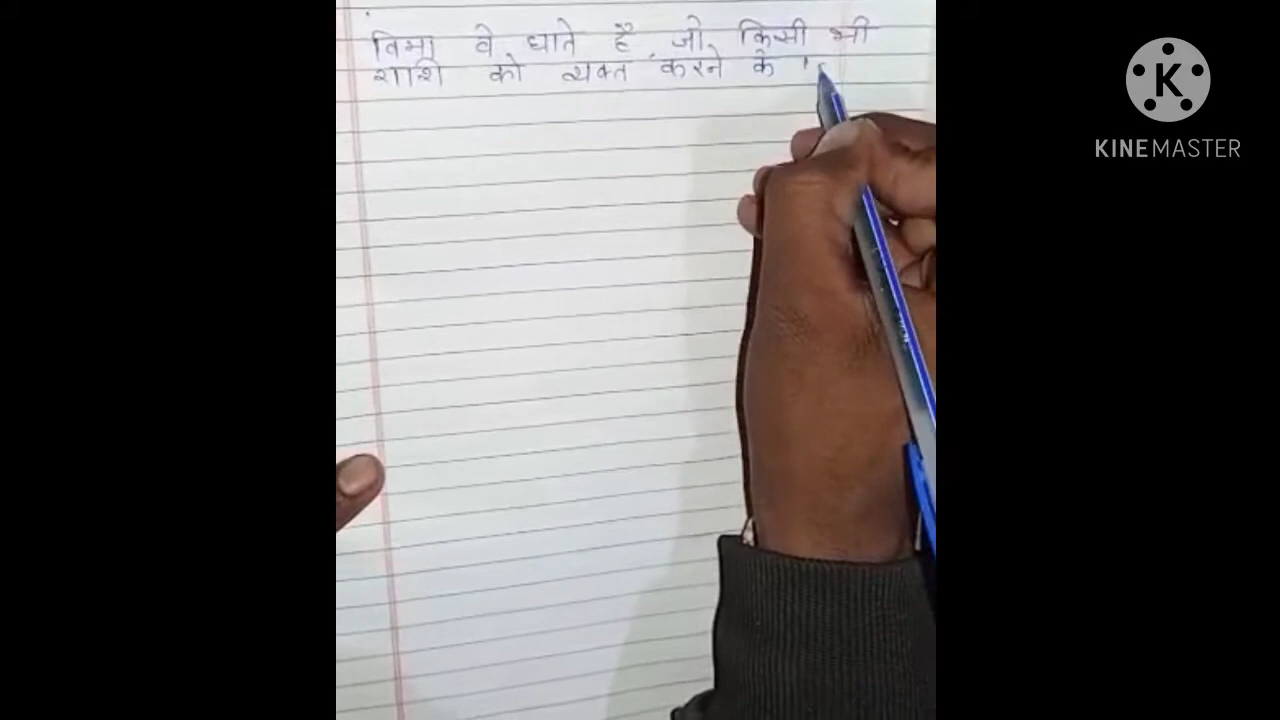 विमा वे घाते है जो किसी भी
राशि को व्यक्त करने के
KINEMASTER